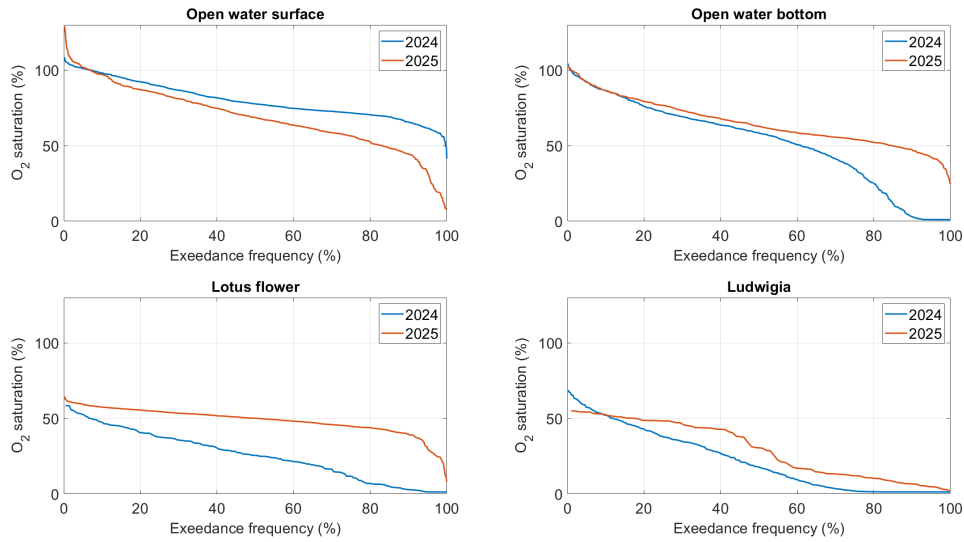 Open water surface
2024
2025
100
50
0
O2 saturation (%)
0 20 40 60 80 100
Exeedance frequency (%)
Open water bottom
2024
2025
100
50
0
O2 saturation (%)
0 20 40 60 80 100
Exeedance frequency (%)
Lotus flower
2024
2025
100
50
0
O2 saturation (%)
0 20 40 60 80 100
Exeedance frequency (%)
Ludwigia
2024
2025
100
50
0
O2 saturation (%)
0 20 40 60 80 100
Exeedance frequency (%)